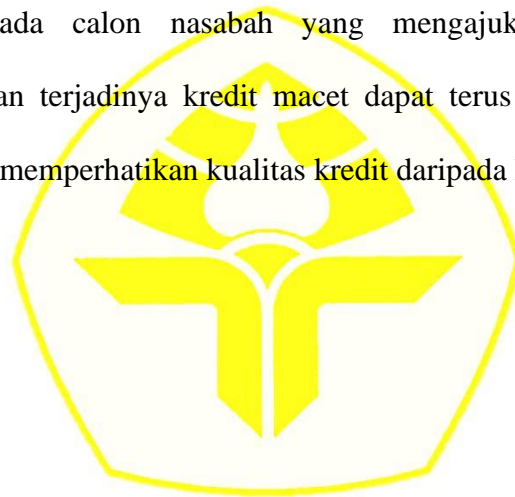 ada calon nasabah yang mengajuk
an terjadinya kredit macet dapat terus
memperhatikan kualitas kredit daripada